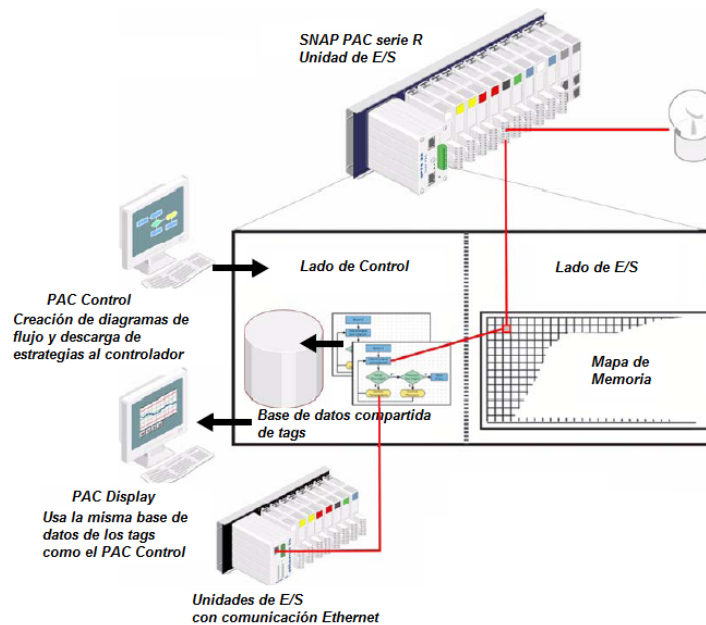 SNAP PAC serie R
Unidad de E/S
Lado de Control
Lado de E/S
PAC Control
Creación de diagramas de
flujo y descarga de
estrategias al controlador
Mapa de
Memoria
Base de datos compartida
de tags
PAC Display
Usa la misma base de
datos de los tags
como el PAC Control
Unidades de E/S
con comunicación Ethernet